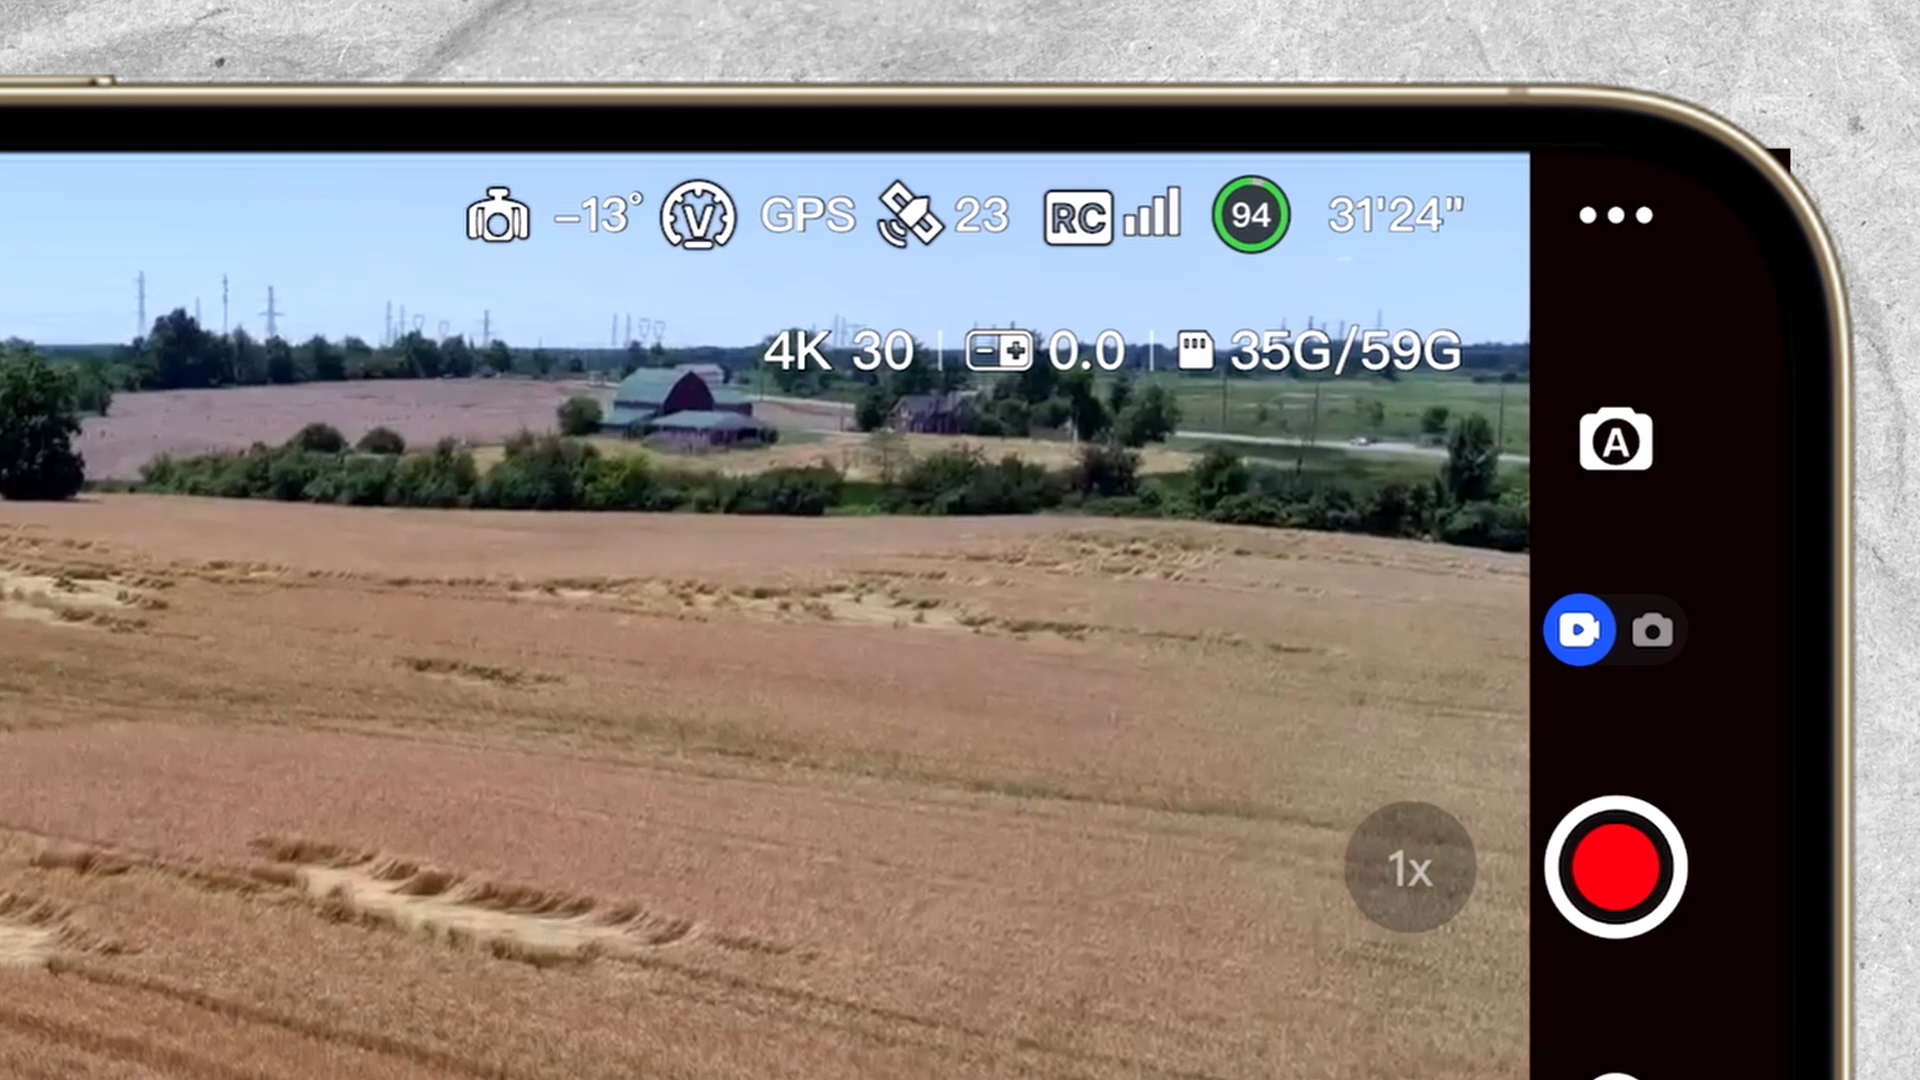 –13° V GPS 23 RC 94 31'24"
4K 30 | 0.0 | 35G/59G
A
1x